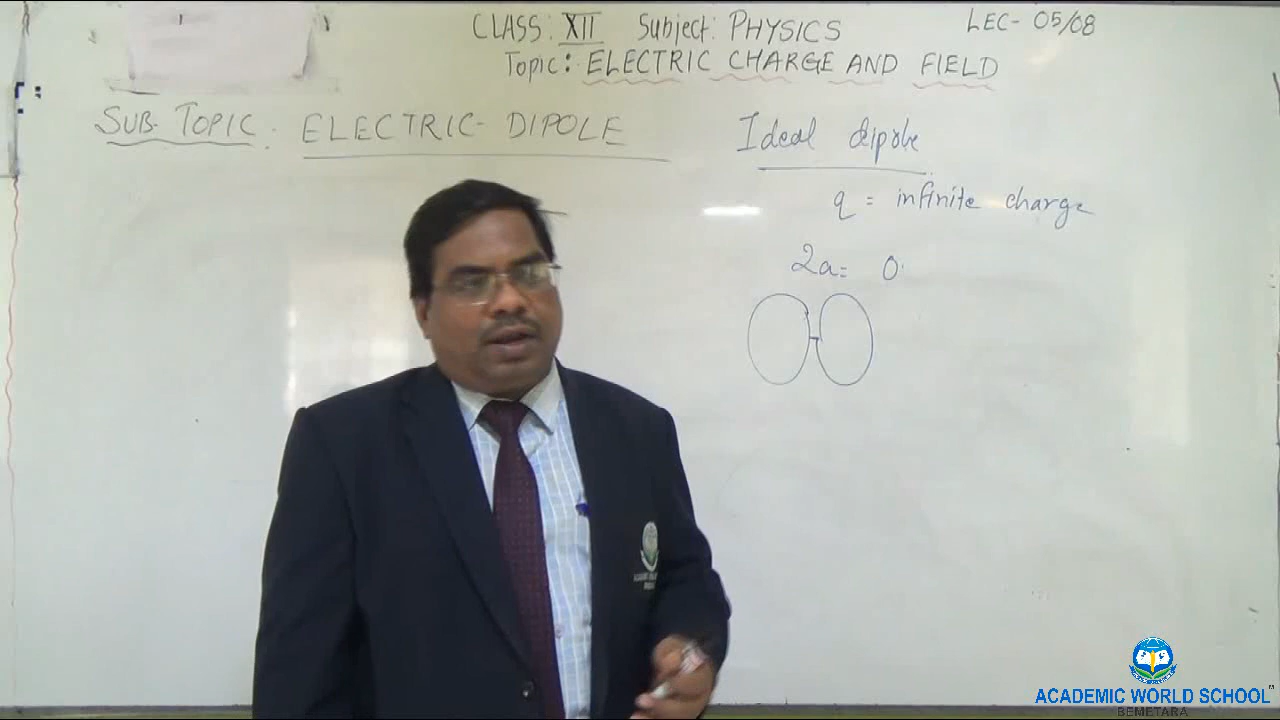 CLASS: XII Subject: PHYSICS LEC- 05/08
Topic: ELECTRIC CHARGE AND FIELD
SUB-TOPIC: ELECTRIC-DIPOLE
Ideal dipole
q = infinite charge
2a = 0.
ACADEMIC WORLD SCHOOL™
BEMETARA